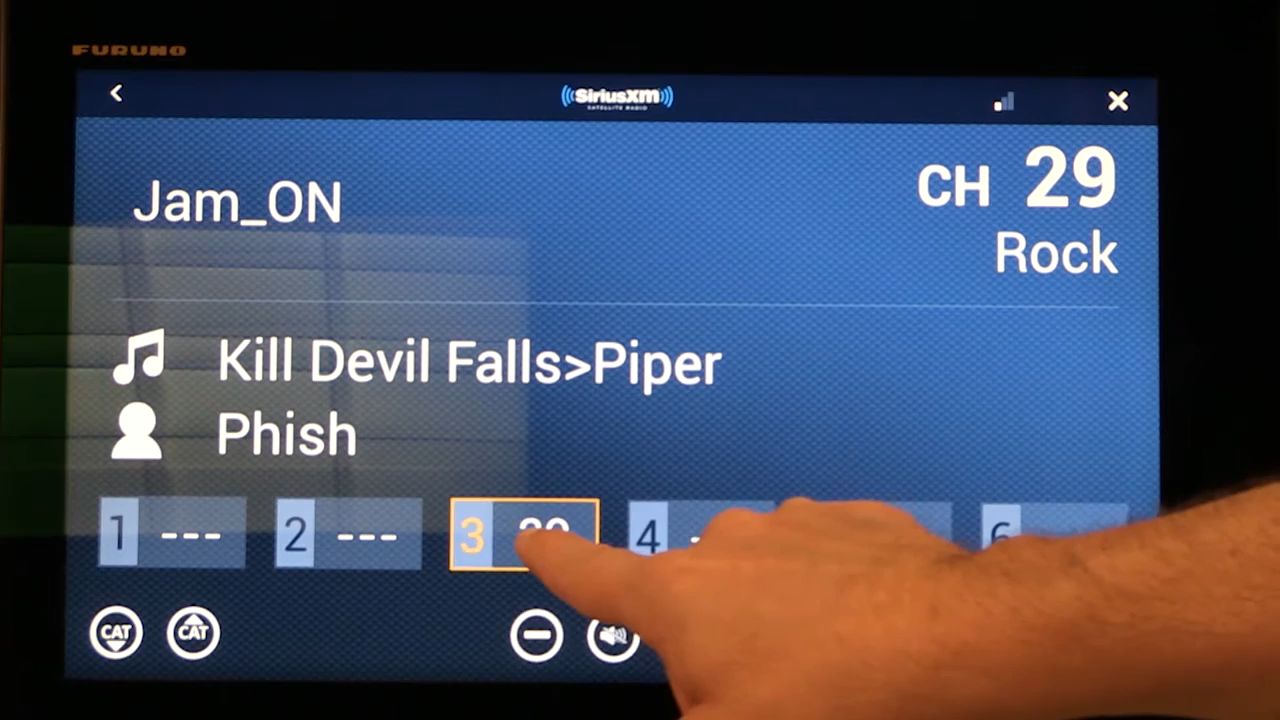 FURUNO
SiriusXM
SATELLITE RADIO
Jam_ON
CH 29
Rock
Kill Devil Falls>Piper
Phish
1 --- 2 --- 3 4 6
CAT CAT